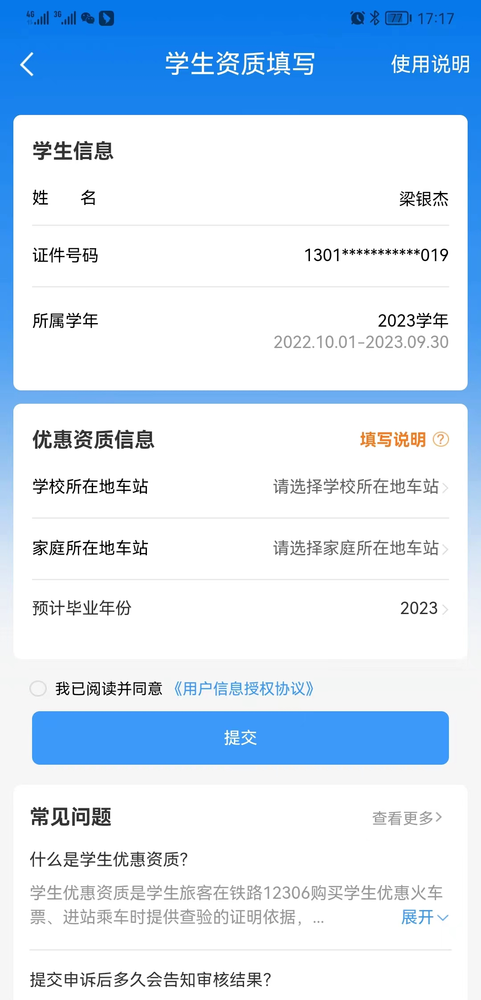 4G 3G 77 17:17
学生资质填写 使用说明
学生信息
姓 名 梁银杰
证件号码 1301***********019
所属学年 2023学年
2022.10.01-2023.09.30
优惠资质信息 填写说明 ?
学校所在地车站 请选择学校所在地车站
家庭所在地车站 请选择家庭所在地车站
预计毕业年份 2023
我已阅读并同意 《用户信息授权协议》
提交
常见问题 查看更多
什么是学生优惠资质?
学生优惠资质是学生旅客在铁路12306购买学生优惠火车
票、进站乘车时提供查验的证明依据，... 展开
提交申诉后多久会告知审核结果?